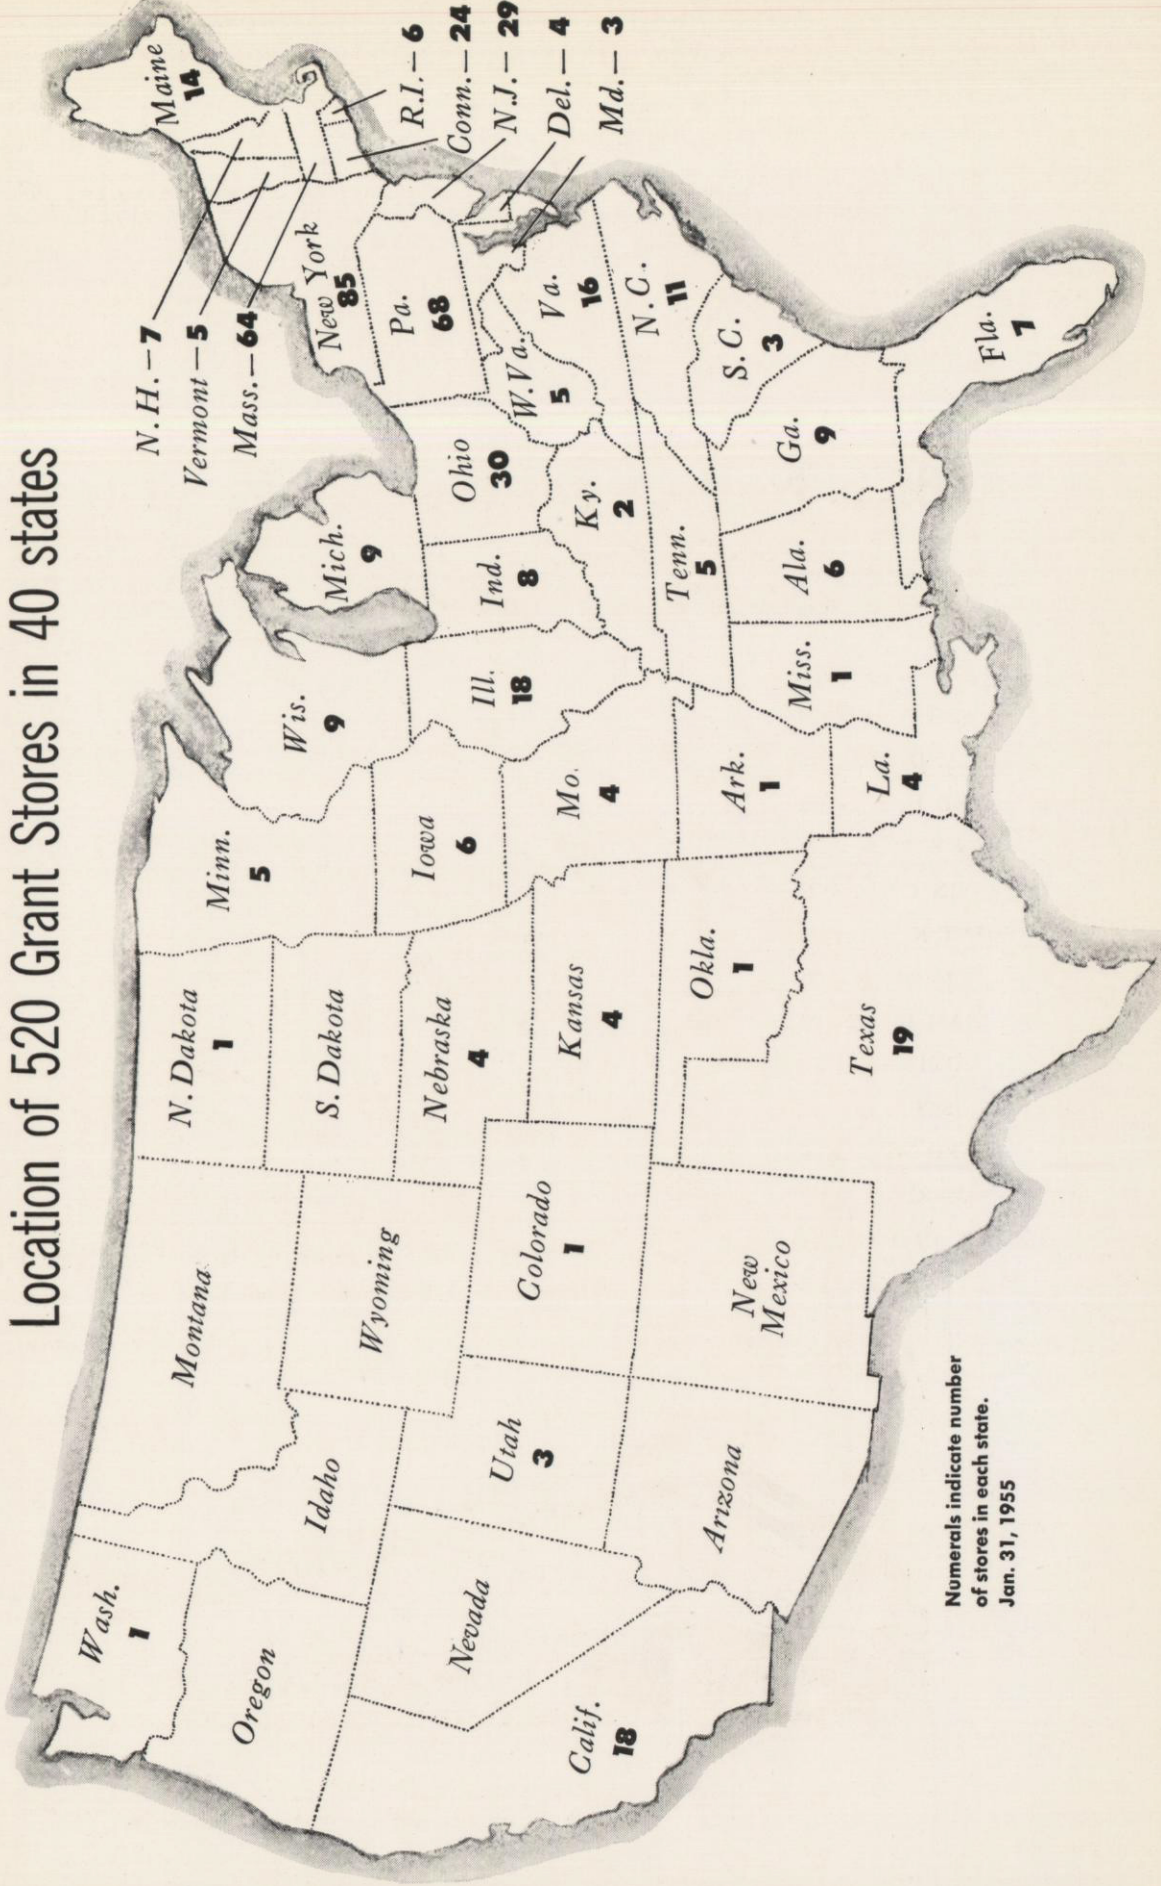 Location of 520 Grant Stores in 40 states
Wash.
1
Oregon
Calif.
18
Nevada
Idaho
Montana
Wyoming
Utah
3
Arizona
Colorado
1
New
Mexico
N. Dakota
1
S. Dakota
Nebraska
4
Kansas
4
Okla.
1
Texas
19
Minn.
5
Iowa
6
Mo.
4
Ark.
1
La.
4
Wis.
9
Ill.
18
Mich.
9
Ind.
8
Ohio
30
Ky.
2
Tenn.
5
Miss.
1
Ala.
6
Ga.
9
Fla.
7
S. C.
3
N. C.
11
Va.
16
W. Va.
5
Pa.
68
New York
85
Maine
14
N. H.—7
Vermont—5
Mass.—64
R.I.—6
Conn.—24
N.J.—29
Del.—4
Md.—3
Numerals indicate number
of stores in each state.
Jan. 31, 1955